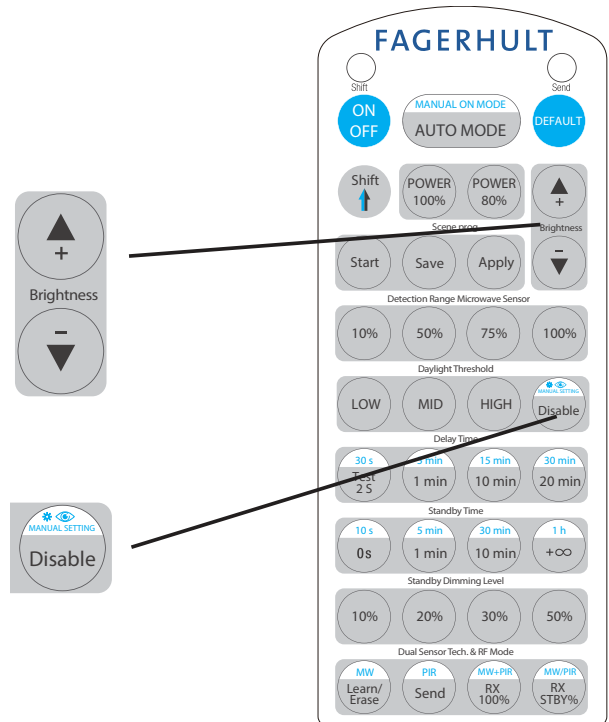 FAGERHULT
Shift
Send
ON
OFF
MANUAL ON MODE
AUTO MODE
DEFAULT
Shift
POWER
100%
POWER
80%
+
Scene prog.
Brightness
Start
Save
Apply
−
Detection Range Microwave Sensor
10%
50%
75%
100%
Daylight Threshold
LOW
MID
HIGH
MANUAL SETTING
Disable
Delay Time
30 s
Test
2 S
5 min
1 min
15 min
10 min
30 min
20 min
Standby Time
10 s
0s
5 min
1 min
30 min
10 min
1 h
+∞
Standby Dimming Level
10%
20%
30%
50%
Dual Sensor Tech. & RF Mode
MW
Learn/
Erase
PIR
Send
MW+PIR
RX
100%
MW/PIR
RX
STBY%
+
Brightness
−
MANUAL SETTING
Disable